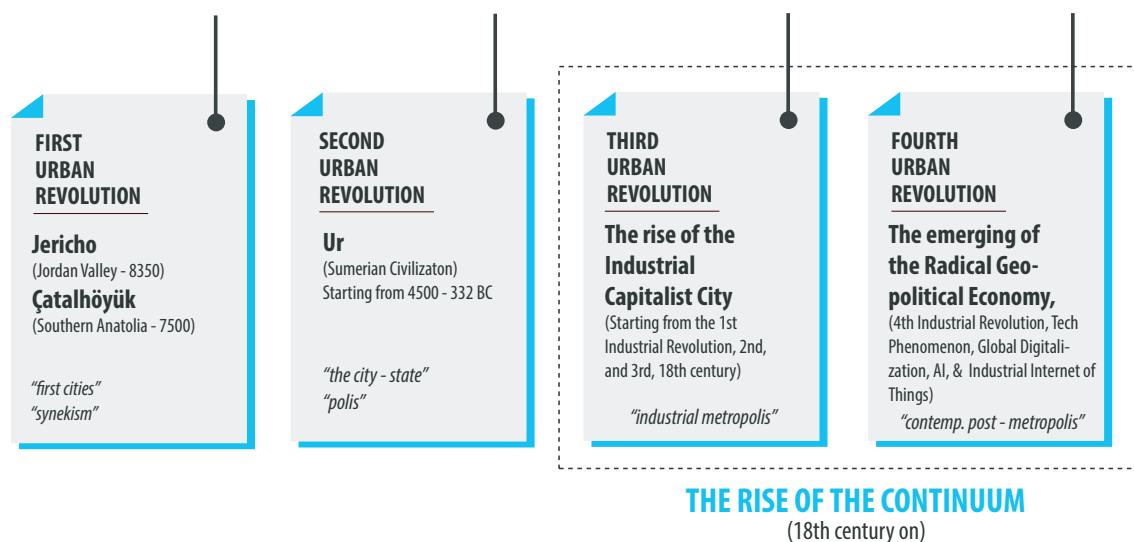 FIRST
URBAN
REVOLUTION
Jericho
(Jordan Valley - 8350)
Çatalhöyük
(Southern Anatolia - 7500)
“first cities”
“synekism”
SECOND
URBAN
REVOLUTION
Ur
(Sumerian Civilizaton)
Starting from 4500 - 332 BC
“the city - state”
“polis”
THIRD
URBAN
REVOLUTION
The rise of the
Industrial
Capitalist City
(Starting from the 1st
Industrial Revolution, 2nd,
and 3rd, 18th century)
“industrial metropolis”
FOURTH
URBAN
REVOLUTION
The emerging of
the Radical Geo-
political Economy,
(4th Industrial Revolution, Tech
Phenomenon, Global Digitali-
zation, AI, &  Industrial Internet of
Things)
“contemp. post - metropolis”
THE RISE OF THE CONTINUUM
(18th century on)